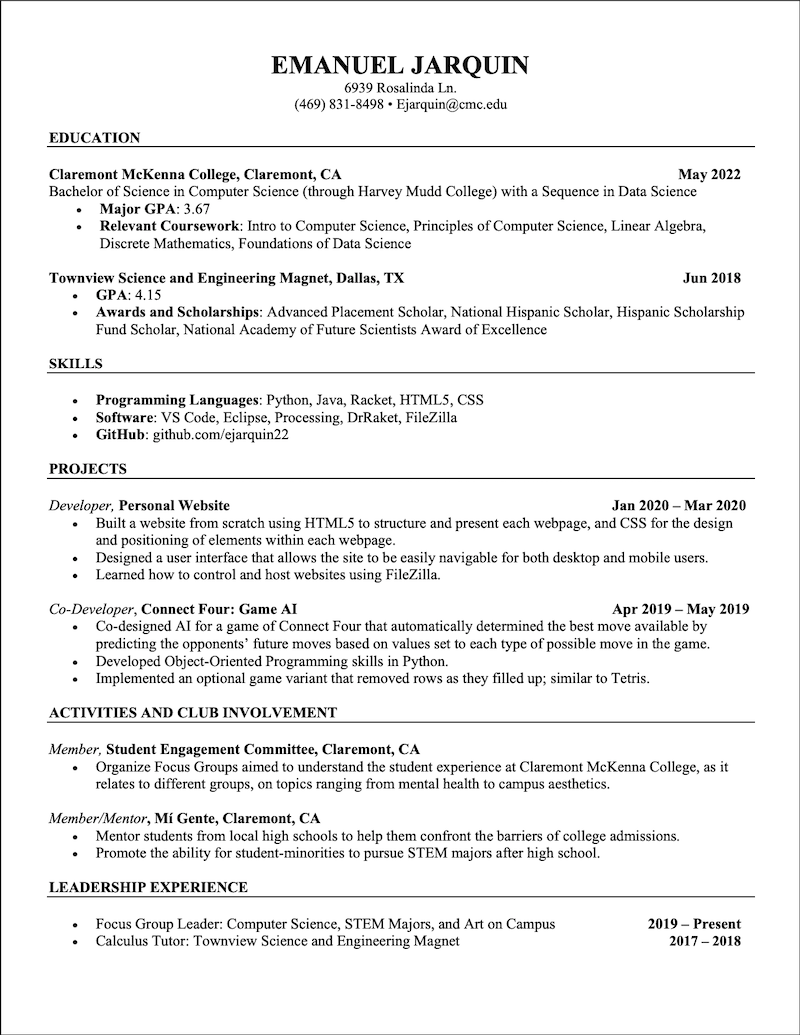 EMANUEL JARQUIN
6939 Rosalinda Ln.
(469) 831-8498 • Ejarquin@cmc.edu
EDUCATION
Claremont McKenna College, Claremont, CA May 2022
Bachelor of Science in Computer Science (through Harvey Mudd College) with a Sequence in Data Science
• Major GPA: 3.67
• Relevant Coursework: Intro to Computer Science, Principles of Computer Science, Linear Algebra,
Discrete Mathematics, Foundations of Data Science
Townview Science and Engineering Magnet, Dallas, TX Jun 2018
• GPA: 4.15
• Awards and Scholarships: Advanced Placement Scholar, National Hispanic Scholar, Hispanic Scholarship
Fund Scholar, National Academy of Future Scientists Award of Excellence
SKILLS
• Programming Languages: Python, Java, Racket, HTML5, CSS
• Software: VS Code, Eclipse, Processing, DrRaket, FileZilla
• GitHub: github.com/ejarquin22
PROJECTS
Developer, Personal Website Jan 2020 – Mar 2020
• Built a website from scratch using HTML5 to structure and present each webpage, and CSS for the design
and positioning of elements within each webpage.
• Designed a user interface that allows the site to be easily navigable for both desktop and mobile users.
• Learned how to control and host websites using FileZilla.
Co-Developer, Connect Four: Game AI Apr 2019 – May 2019
• Co-designed AI for a game of Connect Four that automatically determined the best move available by
predicting the opponents’ future moves based on values set to each type of possible move in the game.
• Developed Object-Oriented Programming skills in Python.
• Implemented an optional game variant that removed rows as they filled up; similar to Tetris.
ACTIVITIES AND CLUB INVOLVEMENT
Member, Student Engagement Committee, Claremont, CA
• Organize Focus Groups aimed to understand the student experience at Claremont McKenna College, as it
relates to different groups, on topics ranging from mental health to campus aesthetics.
Member/Mentor, Mí Gente, Claremont, CA
• Mentor students from local high schools to help them confront the barriers of college admissions.
• Promote the ability for student-minorities to pursue STEM majors after high school.
LEADERSHIP EXPERIENCE
• Focus Group Leader: Computer Science, STEM Majors, and Art on Campus 2019 – Present
• Calculus Tutor: Townview Science and Engineering Magnet 2017 – 2018